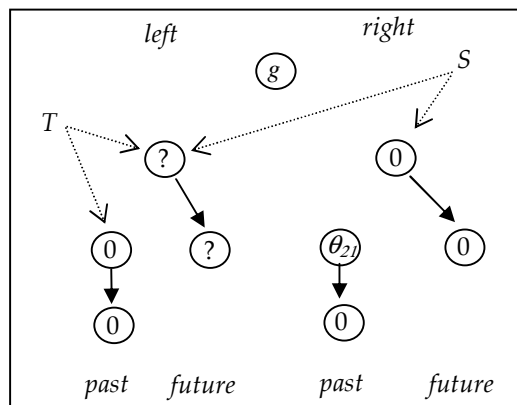 left right
g
S
T
? 0
0 ? θ21 0
0 0
past future past future